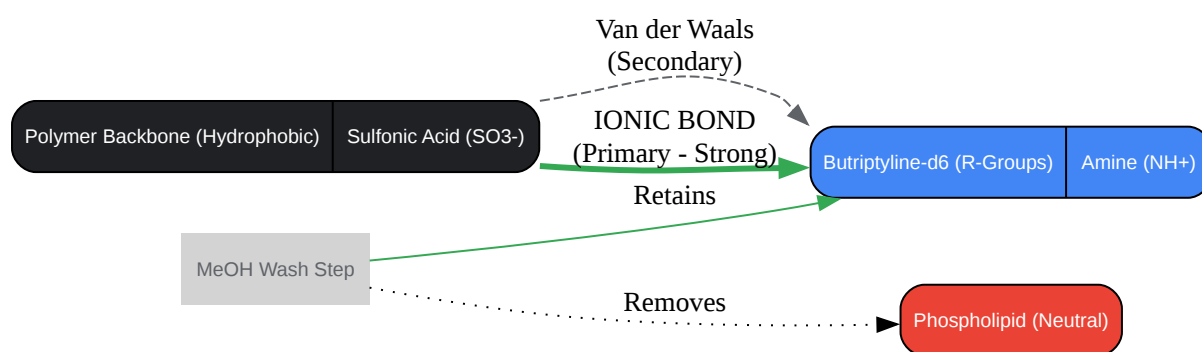 Van der Waals
(Secondary)
Polymer Backbone (Hydrophobic)
Sulfonic Acid (SO3-)
IONIC BOND
(Primary - Strong)
Butriptyline-d6 (R-Groups)
Amine (NH+)
Retains
MeOH Wash Step
Removes
Phospholipid (Neutral)